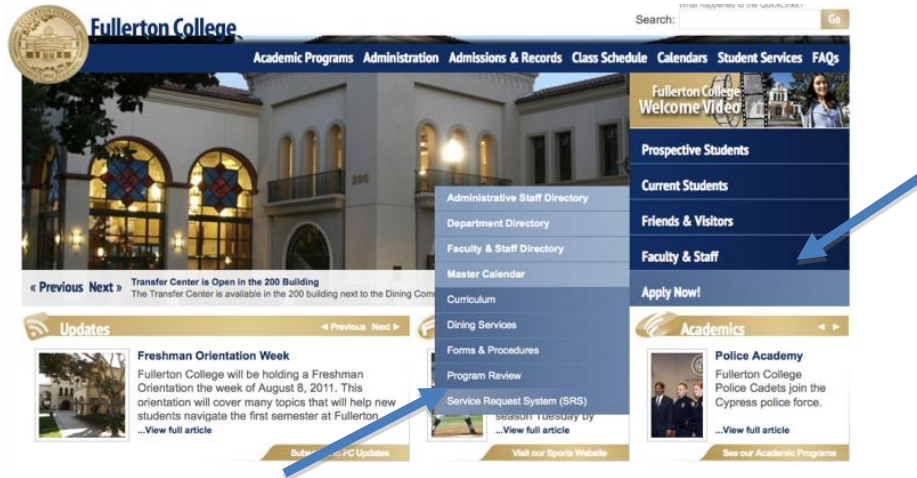 What happened to the QuickLinks?
Fullerton College
Search:
Go
Academic Programs Administration Admissions & Records Class Schedule Calendars Student Services FAQs
Fullerton College
Welcome Video
200
Prospective Students
Current Students
Friends & Visitors
Faculty & Staff
Apply Now!
Administrative Staff Directory
Department Directory
Faculty & Staff Directory
Master Calendar
Curriculum
Dining Services
Forms & Procedures
Program Review
Service Request System (SRS)
« Previous Next »
Transfer Center is Open in the 200 Building
The Transfer Center is available in the 200 building next to the Dining Com
Updates
◄ Previous Next ►
Freshman Orientation Week
Fullerton College will be holding a Freshman
Orientation the week of August 8, 2011. This
orientation will cover many topics that will help new
students navigate the first semester at Fullerton
...View full article
season Tuesday by
...View full article
Visit our Sports Website
Academics
◄ ►
Police Academy
Fullerton College
Police Cadets join the
Cypress police force.
...View full article
See our Academic Programs